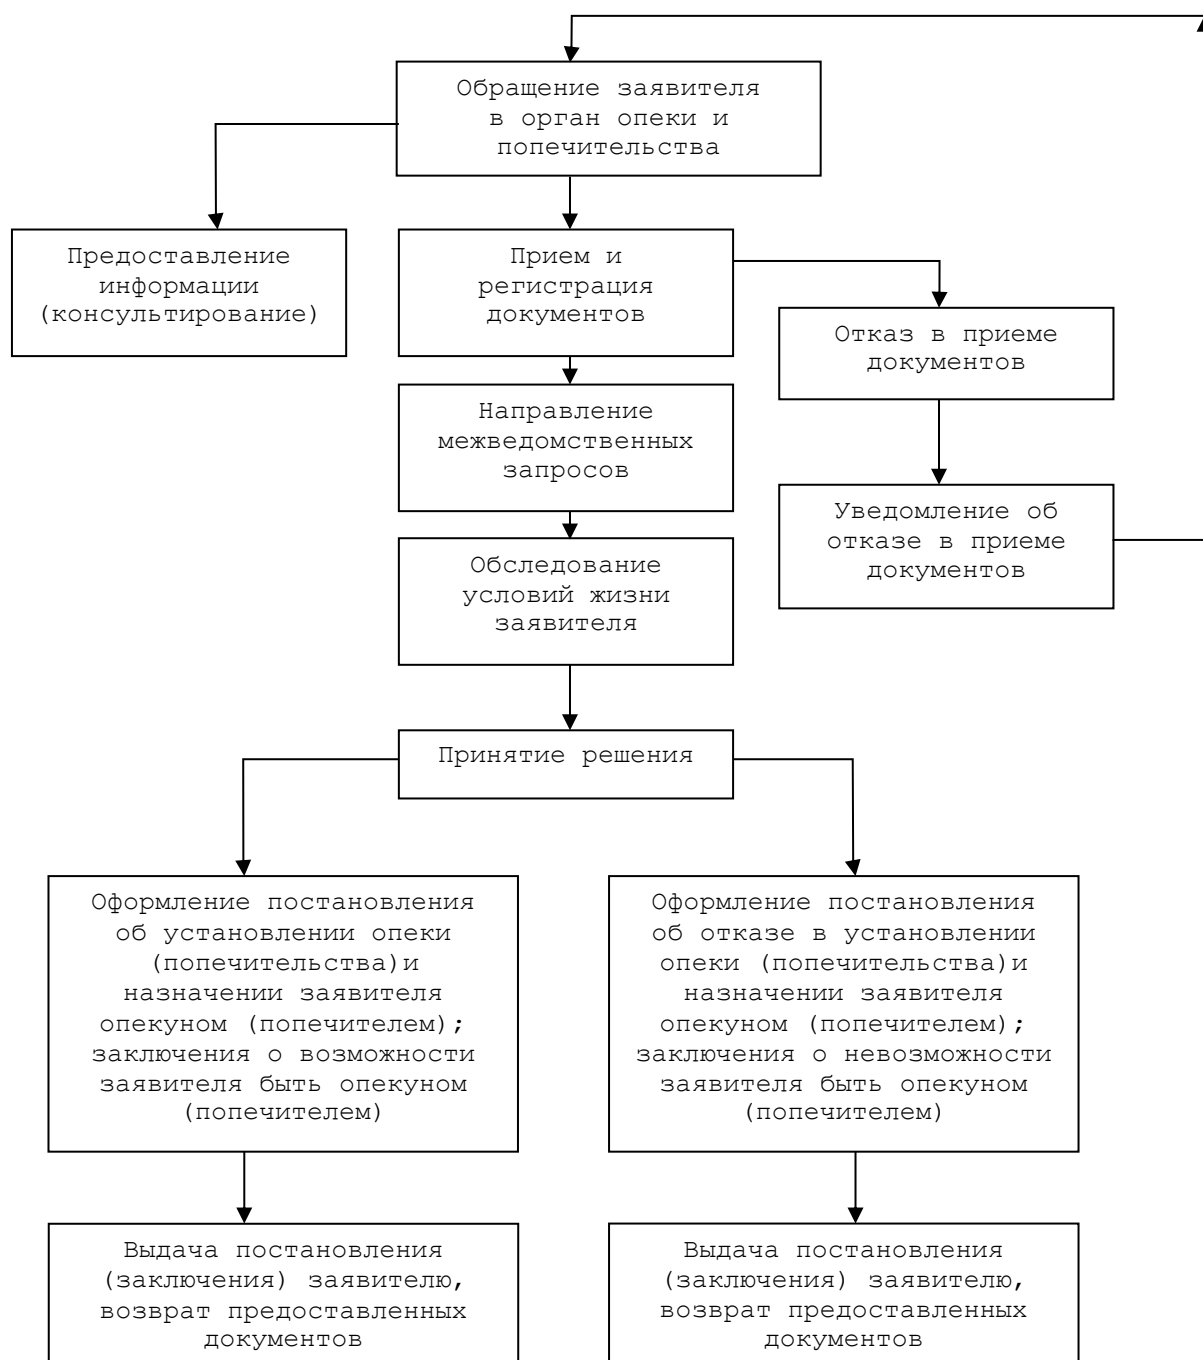 Обращение заявителя
в орган опеки и
попечительства
Предоставление
информации
(консультирование)
Прием и
регистрация
документов
Отказ в приеме
документов
Направление
межведомственных
запросов
Уведомление об
отказе в приеме
документов
Обследование
условий жизни
заявителя
Принятие решения
Оформление постановления
об установлении опеки
(попечительства)и
назначении заявителя
опекуном (попечителем);
заключения о возможности
заявителя быть опекуном
(попечителем)
Оформление постановления
об отказе в установлении
опеки (попечительства)и
назначении заявителя
опекуном (попечителем);
заключения о невозможности
заявителя быть опекуном
(попечителем)
Выдача постановления
(заключения) заявителю,
возврат предоставленных
документов
Выдача постановления
(заключения) заявителю,
возврат предоставленных
документов